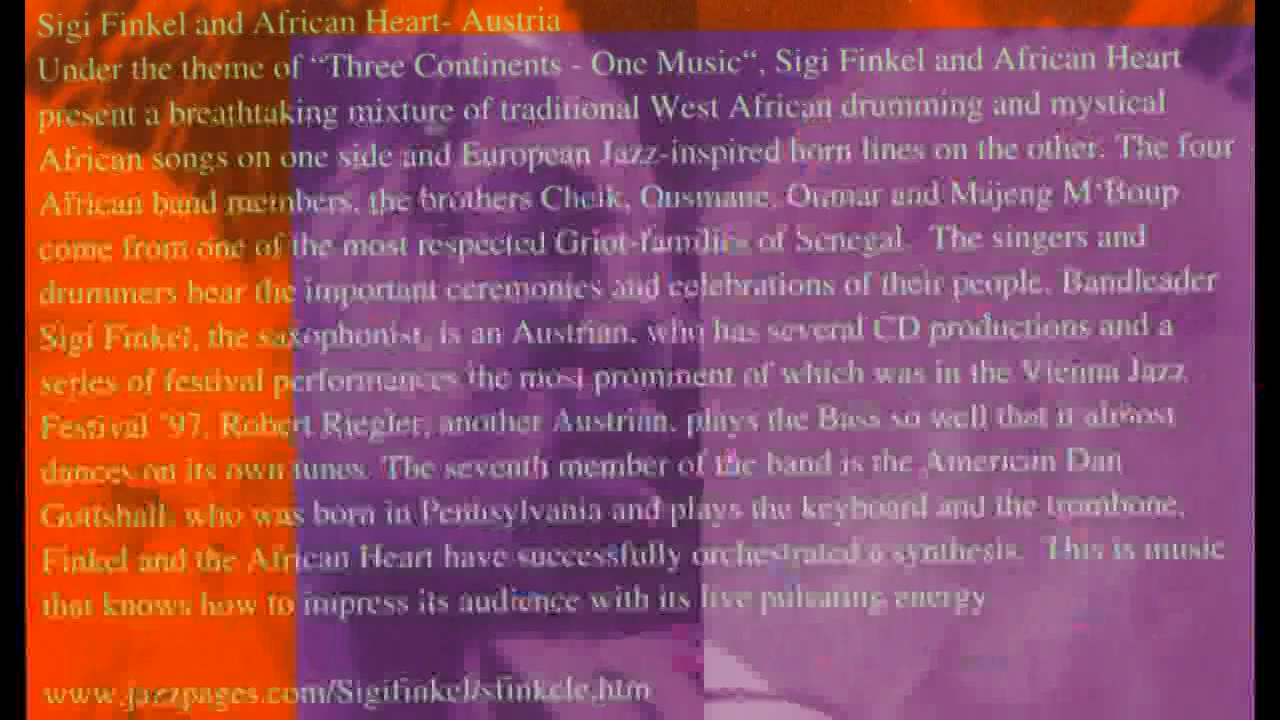 Sigi Finkel and African Heart- Austria
Under the theme of “Three Continents - One Music“, Sigi Finkel and African Heart
present a breathtaking mixture of traditional West African drumming and mystical
African songs on one side and European Jazz-inspired horn lines on the other. The four
African band members, the brothers Cheik, Ousmane, Oumar and Majeng M‘Boup
come from one of the most respected Griot-families of Senegal. The singers and
drummers bear the important ceremonies and celebrations of their people. Bandleader
Sigi Finkel, the saxophonist, is an Austrian, who has several CD productions and a
series of festival performances the most prominent of which was in the Vienna Jazz
Festival '97. Robert Riegler, another Austrian, plays the Bass so well that it almost
dances on its own tunes. The seventh member of the band is the American Dan
Gottshall, who was born in Pennsylvania and plays the keyboard and the trombone.
Finkel and the African Heart have successfully orchestrated a synthesis. This is music
that knows how to impress its audience with its live pulsating energy
www.jazzpages.com/Sigifinkel/sfinkele.htm